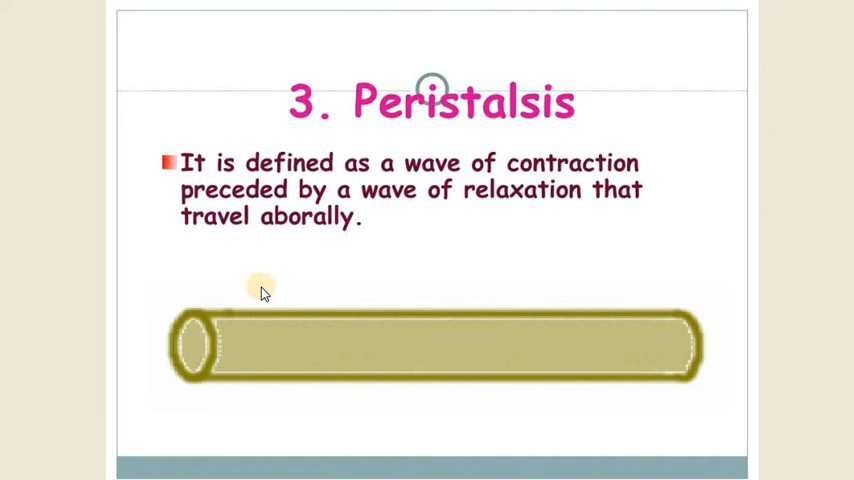 3. Peristalsis
It is defined as a wave of contraction
preceded by a wave of relaxation that
travel aborally.